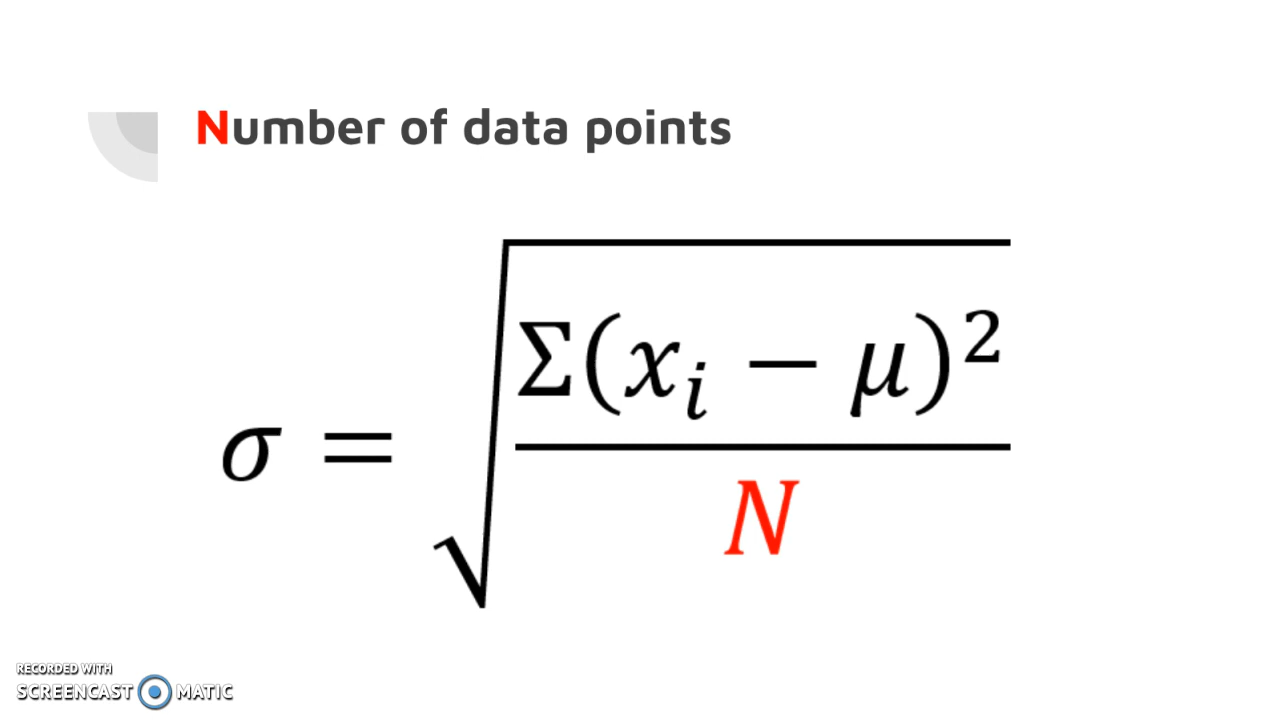 Number of data points
σ = √(Σ(xᵢ − μ)² / N)
RECORDED WITH
SCREENCAST MATIC